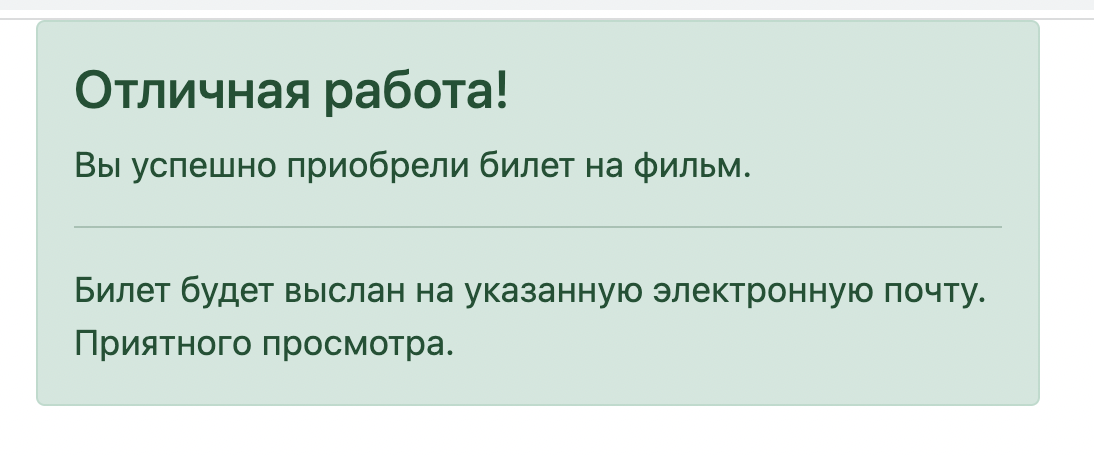 Отличная работа!
Вы успешно приобрели билет на фильм.
Билет будет выслан на указанную электронную почту.
Приятного просмотра.